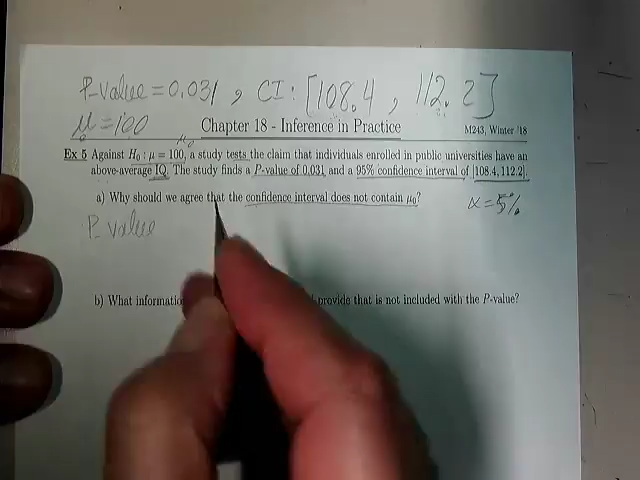 P-value = 0.031 , CI: [108.4 , 112.2]
μ = 100
Chapter 18 - Inference in Practice
M243, Winter '18
μ₀
Ex 5 Against H₀ : μ = 100, a study tests the claim that individuals enrolled in public universities have an
above-average IQ. The study finds a P-value of 0.031 and a 95% confidence interval of [108.4, 112.2].
a) Why should we agree that the confidence interval does not contain μ₀?
α = 5%
P value
b) What provide that is not included with the P-value?